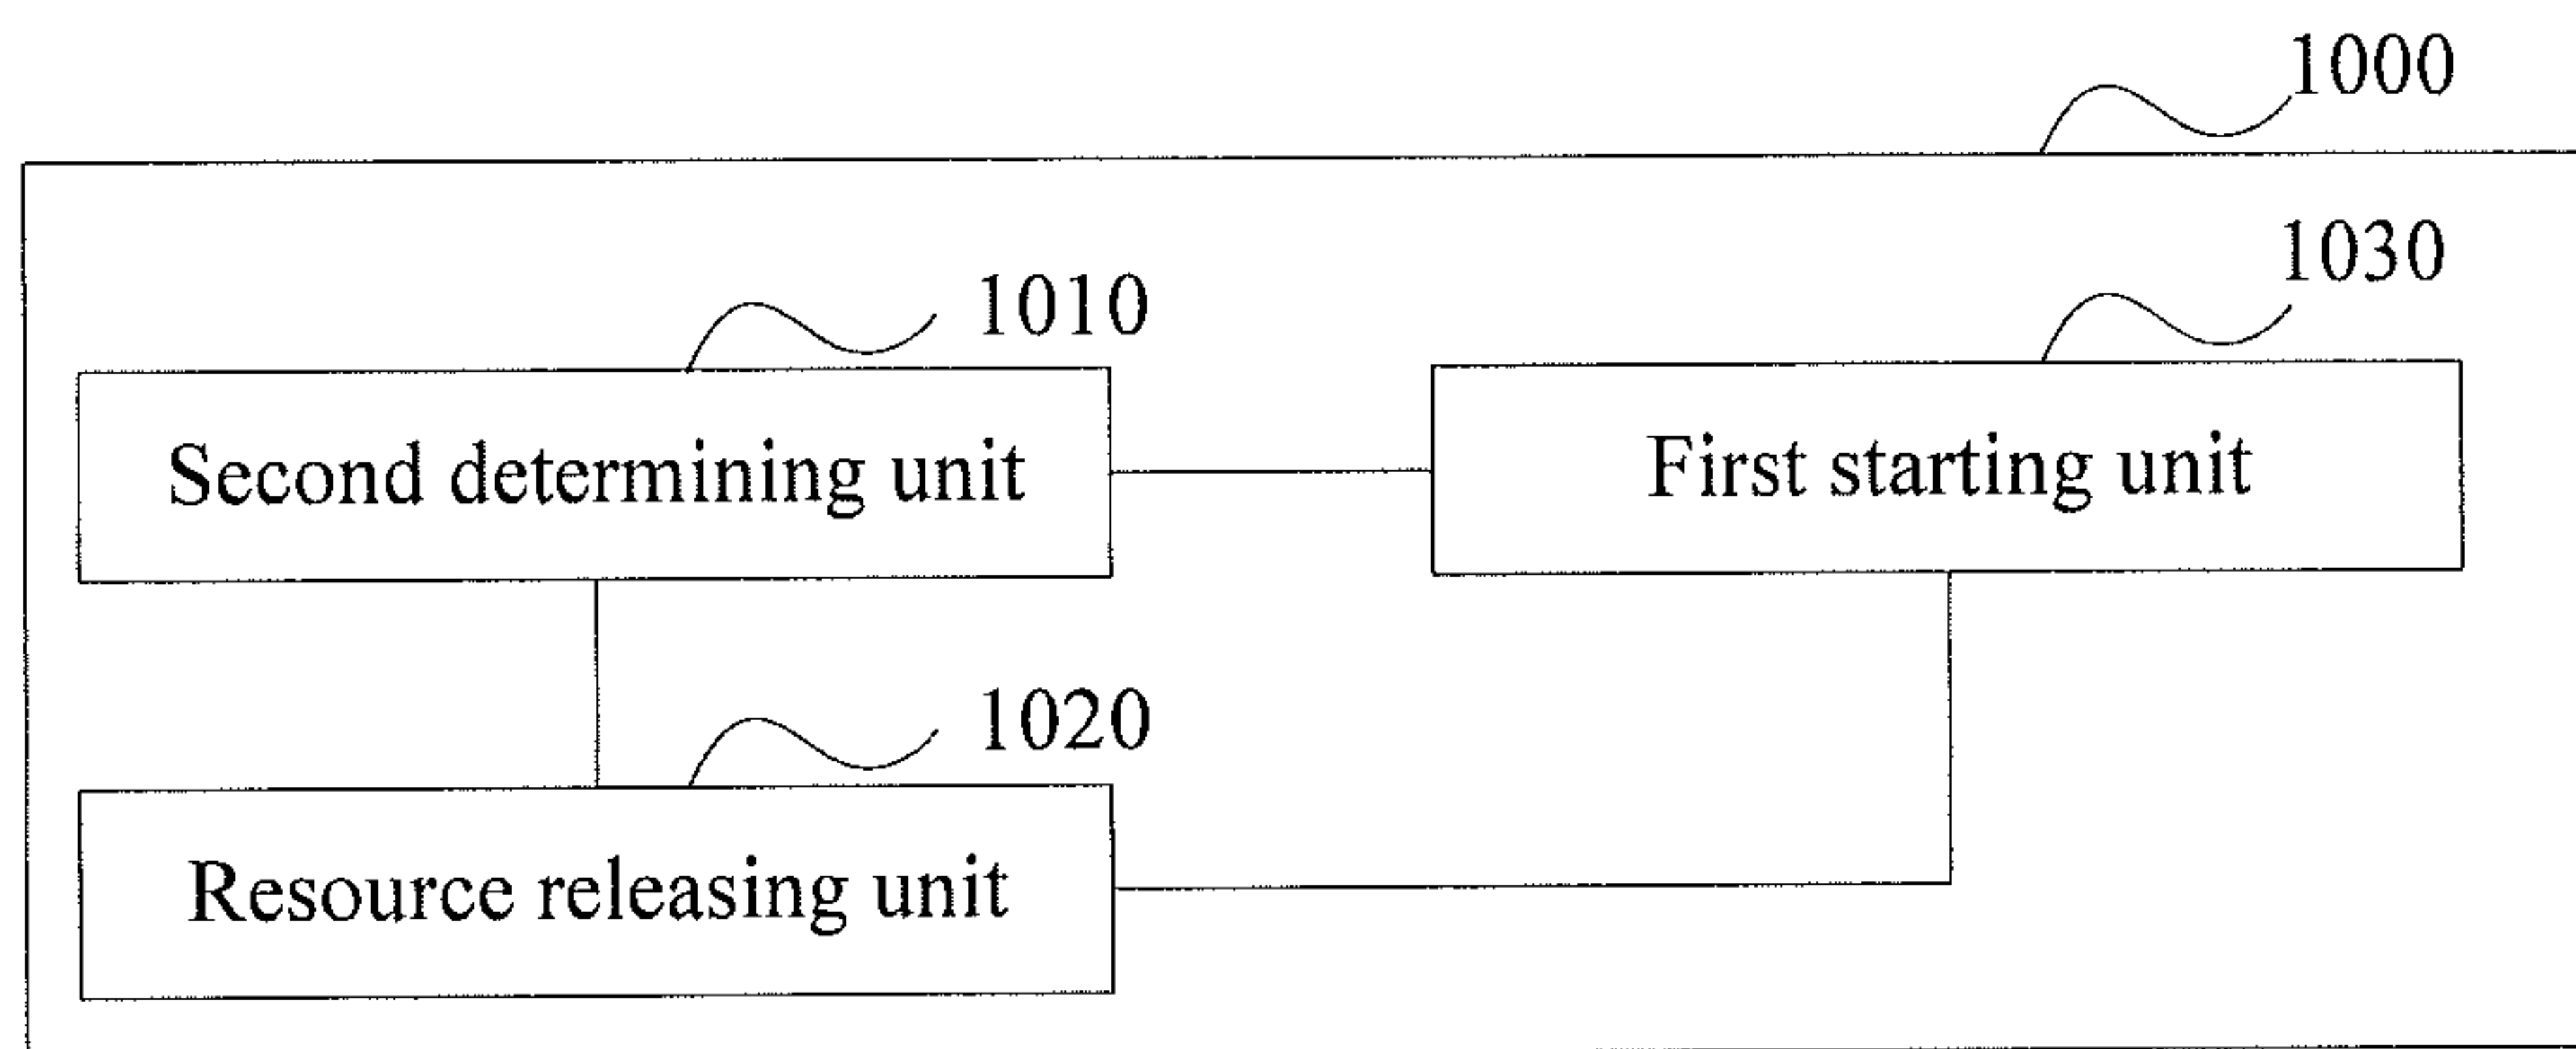 1000
1030
1010
Second determining unit
First starting unit
1020
Resource releasing unit